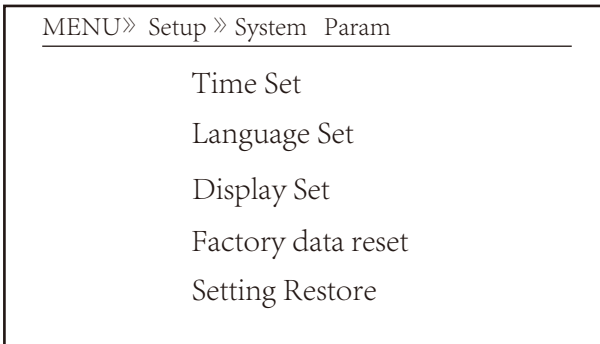 MENU» Setup » System Param
Time Set
Language Set
Display Set
Factory data reset
Setting Restore